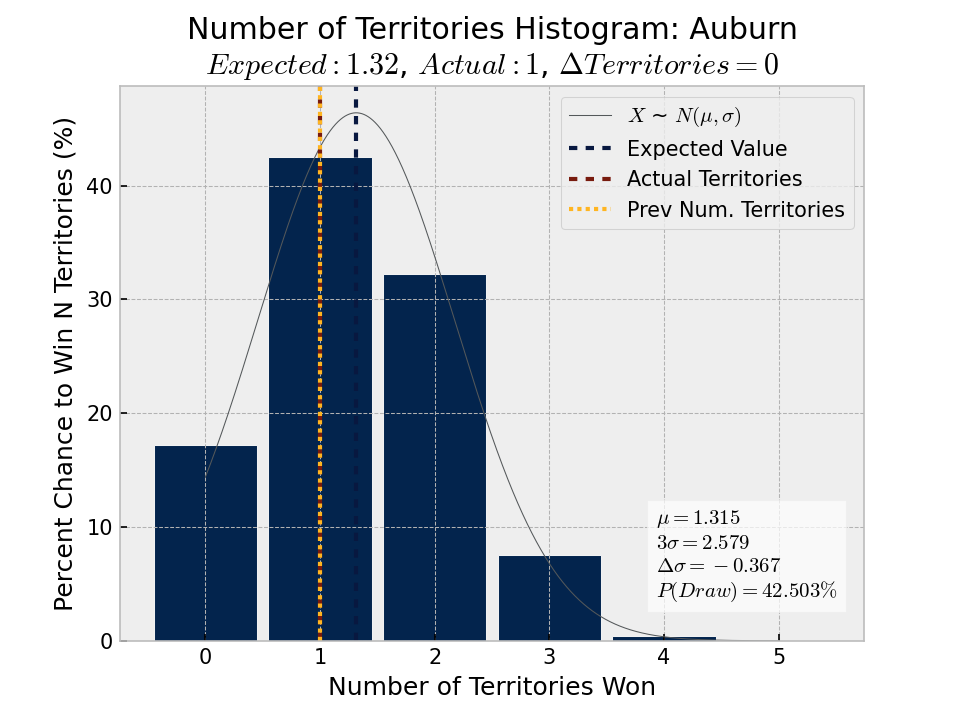 Number of Territories Histogram: Auburn
Expected : 1.32, Actual : 1, ΔTerritories = 0
Percent Chance to Win N Territories (%)
X ~ N(μ, σ)
Expected Value
Actual Territories
Prev Num. Territories
40
30
20
10
0
μ = 1.315
3σ = 2.579
Δσ = −0.367
P(Draw) = 42.503%
0 1 2 3 4 5
Number of Territories Won